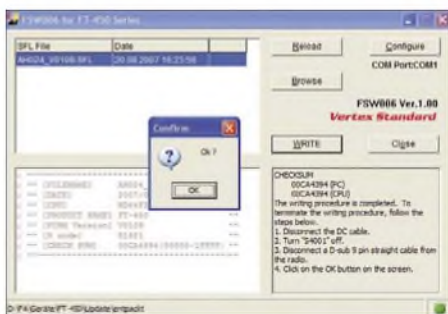 FSW006 for FT-450 Series
SFL File Date
AH024_V0108.SFL 20.08.2007 16:25:58
Reload Configure
COM Port:COM1
Browse
FSW006 Ver.1.00
Vertex Standard
WRITE Close
Confirm
Ok ?
OK
CHECKSUM
00CA4394 (PC)
00CA4394 (CPU)
The writing procedure is completed. To
terminate the writing procedure, follow the
steps below.
1. Disconnect the DC cable.
2. Turn "S4001" off.
3. Disconnect a D-sub 9 pin straight cable from
the radio.
4. Click on the OK button on the screen.
FT-450